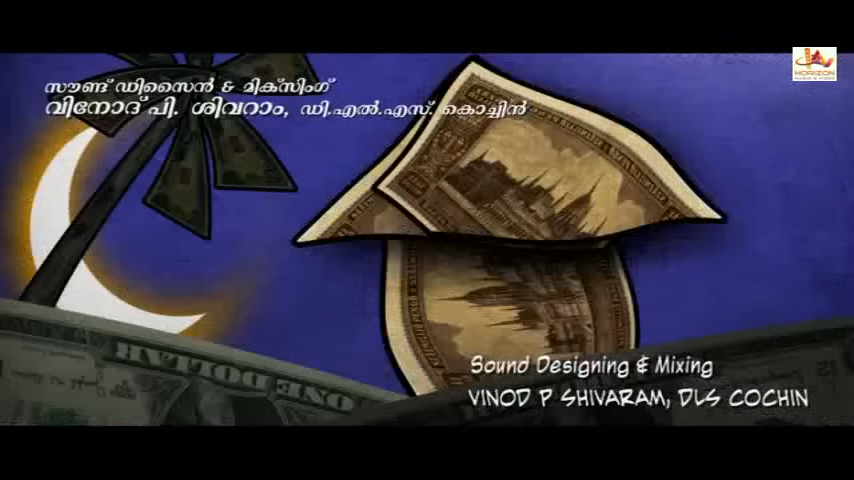 സൗണ്ട് ഡിസൈൻ & മിക്സിംഗ്
വിനോദ് പി. ശിവറാം, ഡി.എൽ.എസ്. കൊച്ചിൻ
HORIZON
Sound Designing & Mixing
VINOD P SHIVARAM, DLS COCHIN
ONE DOLLAR